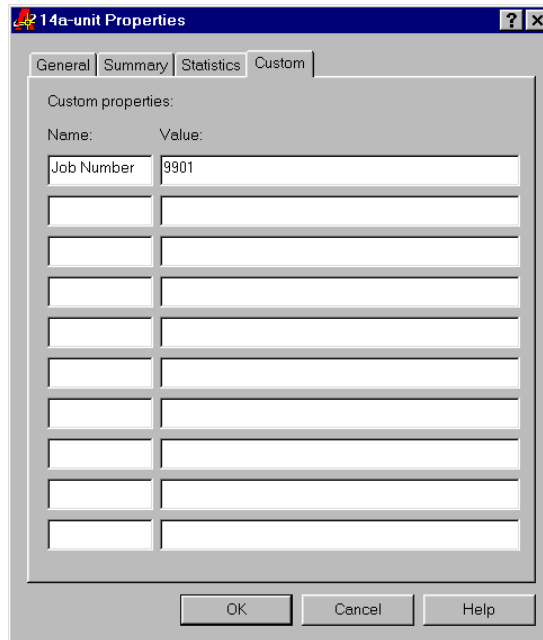 14a-unit Properties ? x
General Summary Statistics Custom
Custom properties:
Name: Value:
Job Number 9901
OK Cancel Help